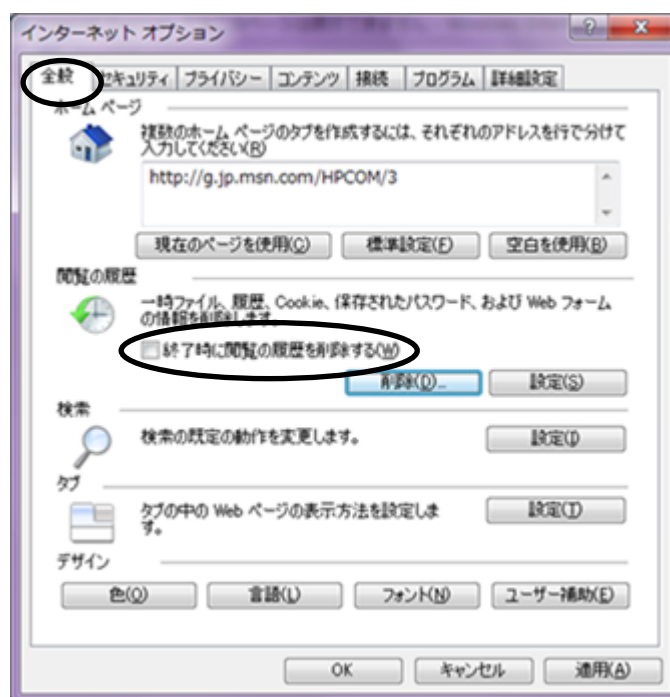 インターネット オプション
全般 セキュリティ プライバシー コンテンツ 接続 プログラム 詳細設定
ホーム ページ
複数のホーム ページのタブを作成するには、それぞれのアドレスを行で分けて
入力してください(R)
http://g.jp.msn.com/HPCOM/3
現在のページを使用(C) 標準設定(F) 空白を使用(B)
閲覧の履歴
一時ファイル、履歴、Cookie、保存されたパスワード、および Web フォーム
の情報を削除します。
終了時に閲覧の履歴を削除する(W)
削除(D)... 設定(S)
検索
検索の既定の動作を変更します。
設定(I)
タブ
タブの中の Web ページの表示方法を設定しま
す。
設定(T)
デザイン
色(O) 言語(L) フォント(N) ユーザー補助(E)
OK キャンセル 適用(A)